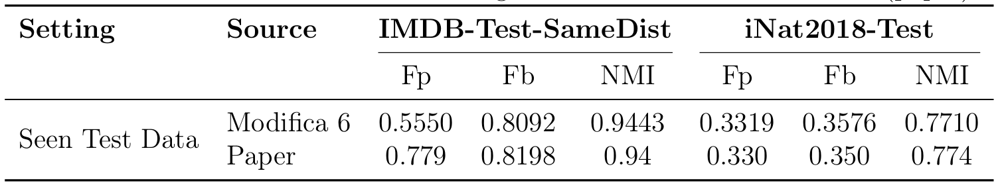 Setting Source IMDB-Test-SameDist iNat2018-Test
Fp Fb NMI Fp Fb NMI
Seen Test Data
Modifica 6 0.5550 0.8092 0.9443 0.3319 0.3576 0.7710
Paper 0.779 0.8198 0.94 0.330 0.350 0.774